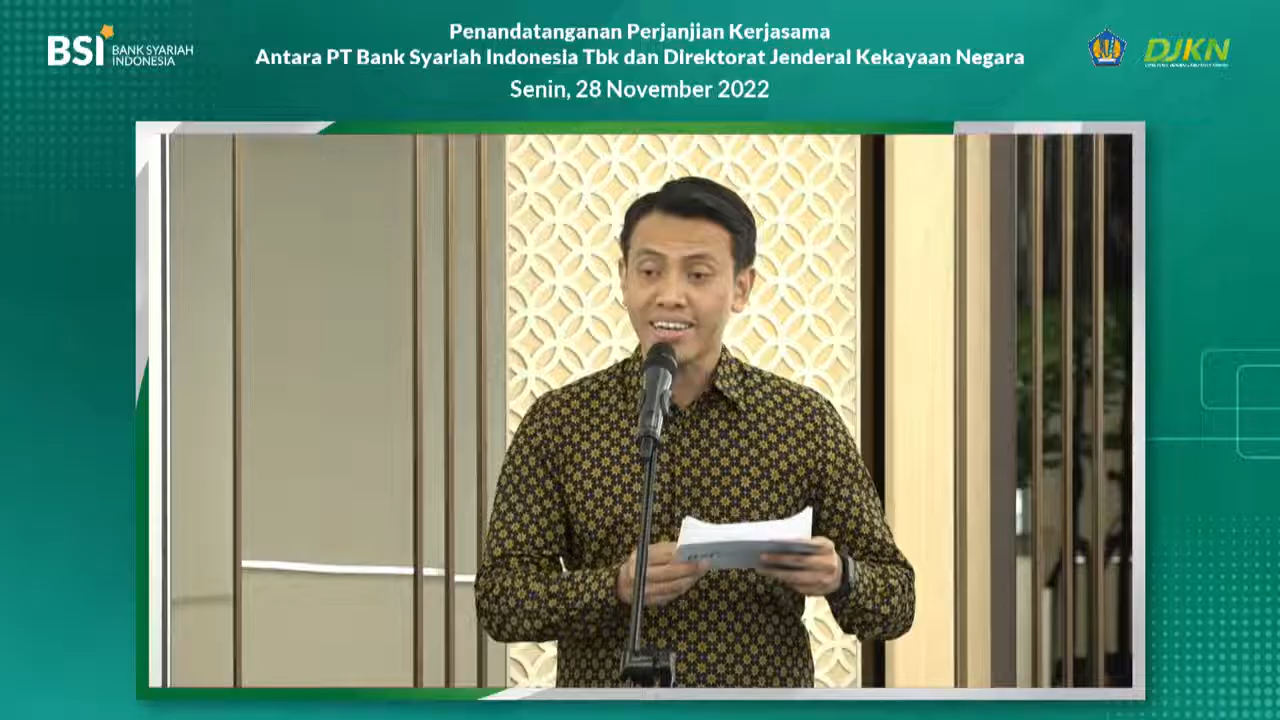 BSI BANK SYARIAH
INDONESIA
Penandatanganan Perjanjian Kerjasama
Antara PT Bank Syariah Indonesia Tbk dan Direktorat Jenderal Kekayaan Negara
Senin, 28 November 2022
DJKN